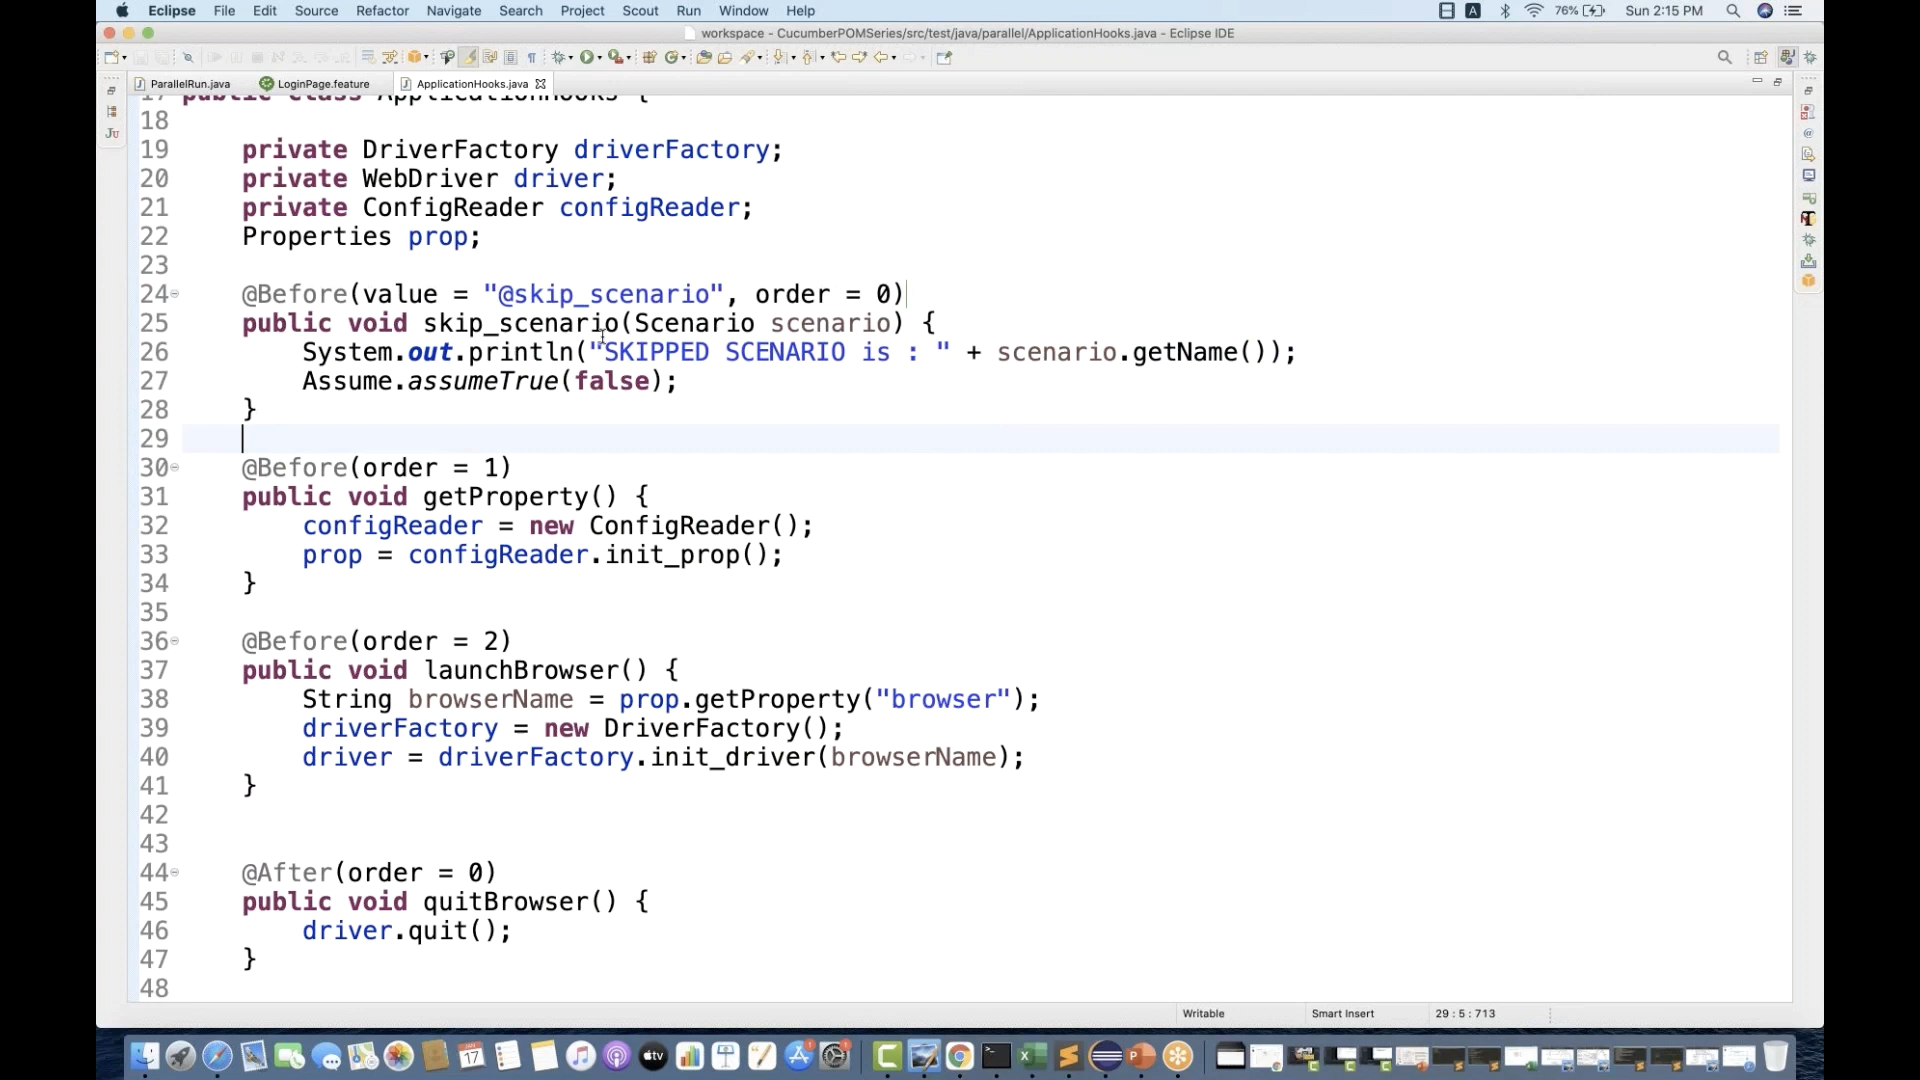 Eclipse File Edit Source Refactor Navigate Search Project Scout Run Window Help 76% Sun 2:15 PM
workspace - CucumberPOMSeries/src/test/java/parallel/ApplicationHooks.java - Eclipse IDE
ParallelRun.java LoginPage.feature ApplicationHooks.java
17 public class ApplicationHooks {
18
19 private DriverFactory driverFactory;
20 private WebDriver driver;
21 private ConfigReader configReader;
22 Properties prop;
23
24 @Before(value = "@skip_scenario", order = 0)
25 public void skip_scenario(Scenario scenario) {
26 System.out.println("SKIPPED SCENARIO is : " + scenario.getName());
27 Assume.assumeTrue(false);
28 }
29
30 @Before(order = 1)
31 public void getProperty() {
32 configReader = new ConfigReader();
33 prop = configReader.init_prop();
34 }
35
36 @Before(order = 2)
37 public void launchBrowser() {
38 String browserName = prop.getProperty("browser");
39 driverFactory = new DriverFactory();
40 driver = driverFactory.init_driver(browserName);
41 }
42
43
44 @After(order = 0)
45 public void quitBrowser() {
46 driver.quit();
47 }
48
Writable Smart Insert 29 : 5 : 713